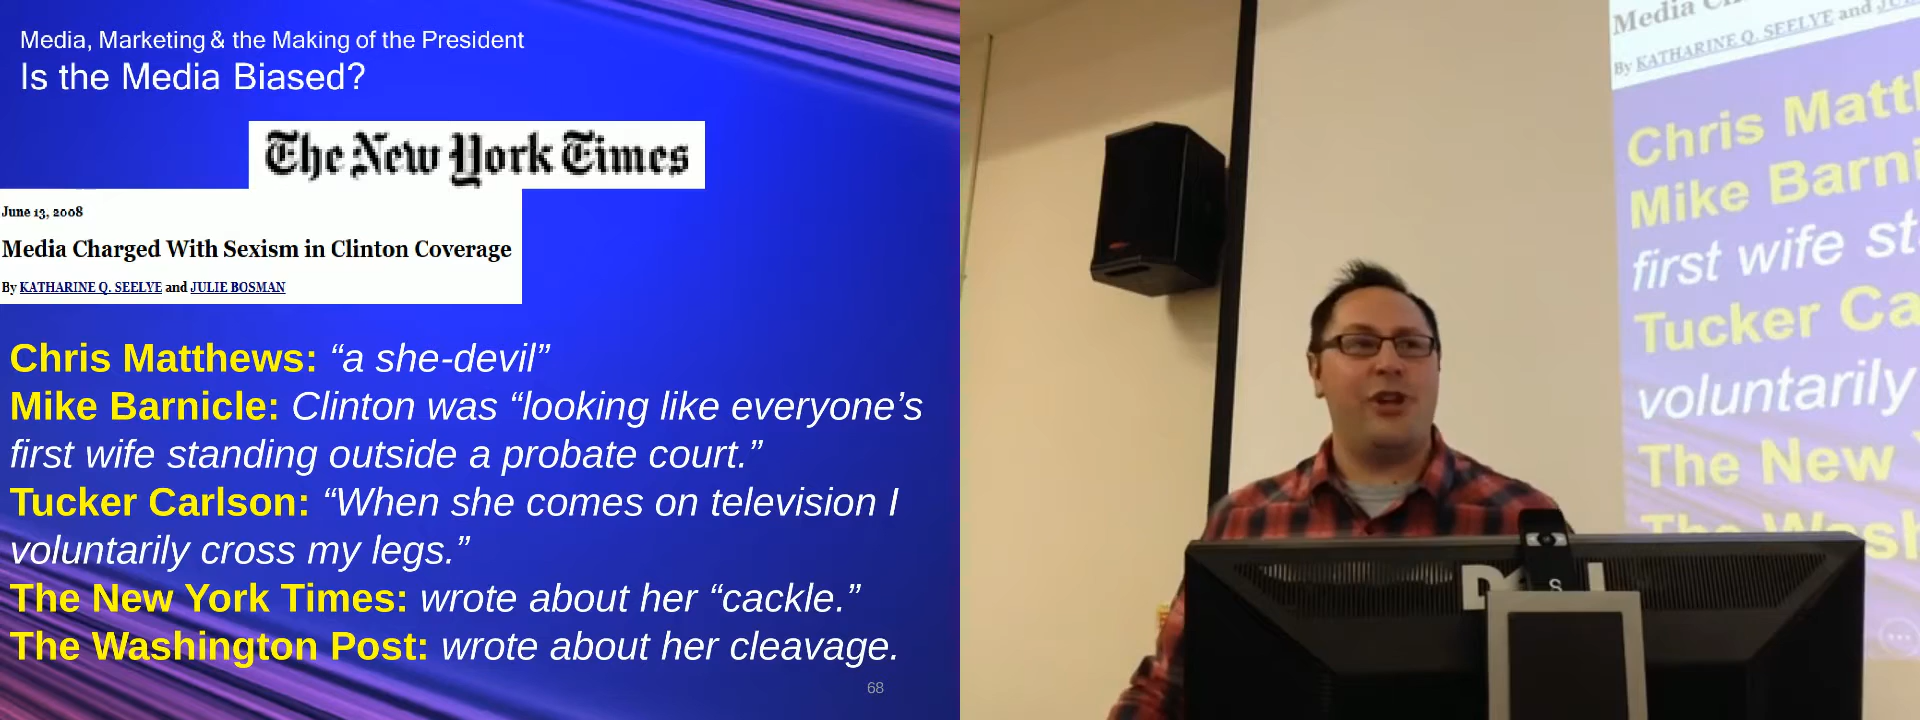 Media, Marketing & the Making of the President
Is the Media Biased?
The New York Times
June 13, 2008
Media Charged With Sexism in Clinton Coverage
By KATHARINE Q. SEELYE and JULIE BOSMAN
Chris Matthews: “a she-devil”
Mike Barnicle: Clinton was “looking like everyone’s
first wife standing outside a probate court.”
Tucker Carlson: “When she comes on television I
voluntarily cross my legs.”
The New York Times: wrote about her “cackle.”
The Washington Post: wrote about her cleavage.
68
Media
By KATHARINE Q. SEELYE and
Chris Matt
Mike Barni
first wife st
Tucker Ca
voluntarily
The New
The Wash
S